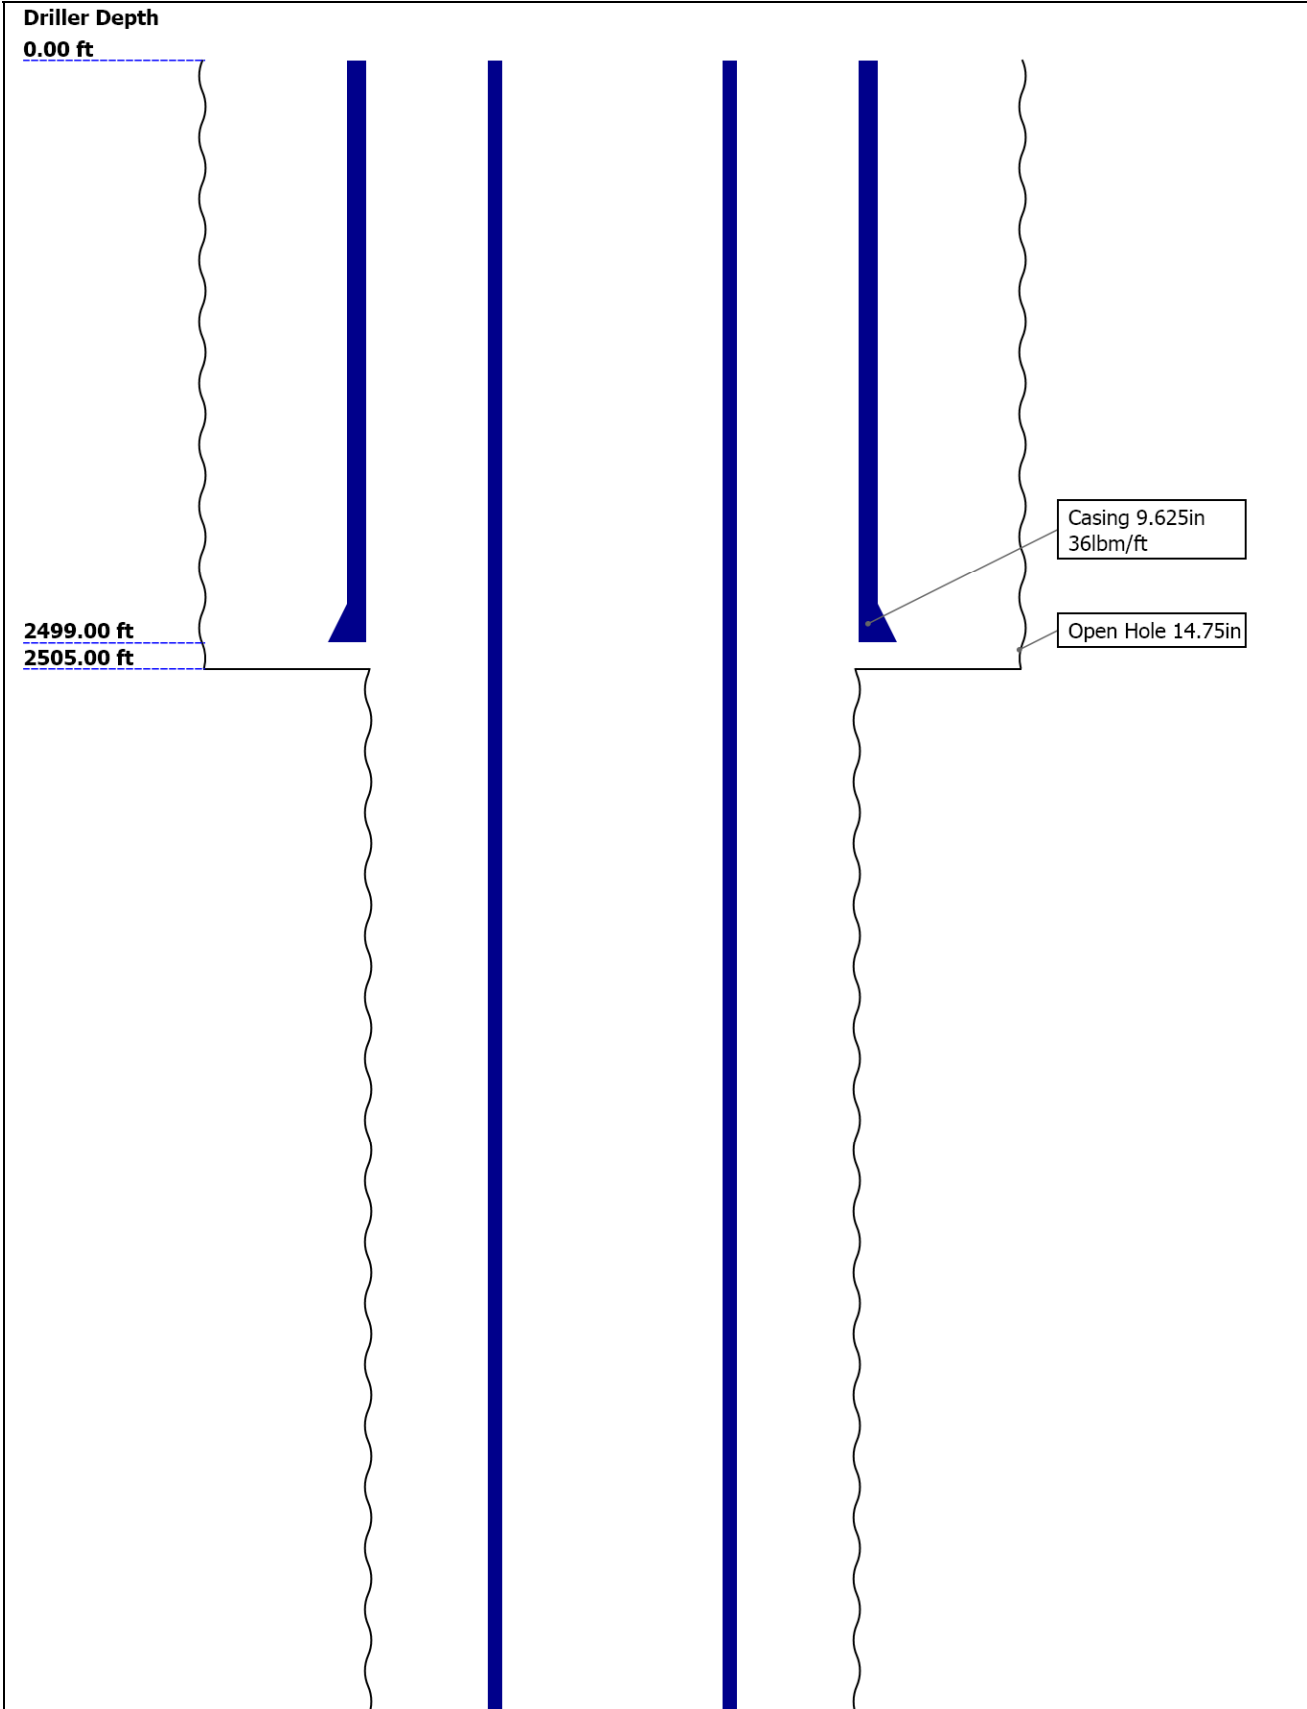 Driller Depth
0.00 ft
Casing 9.625in
36lbm/ft
2499.00 ft
Open Hole 14.75in
2505.00 ft